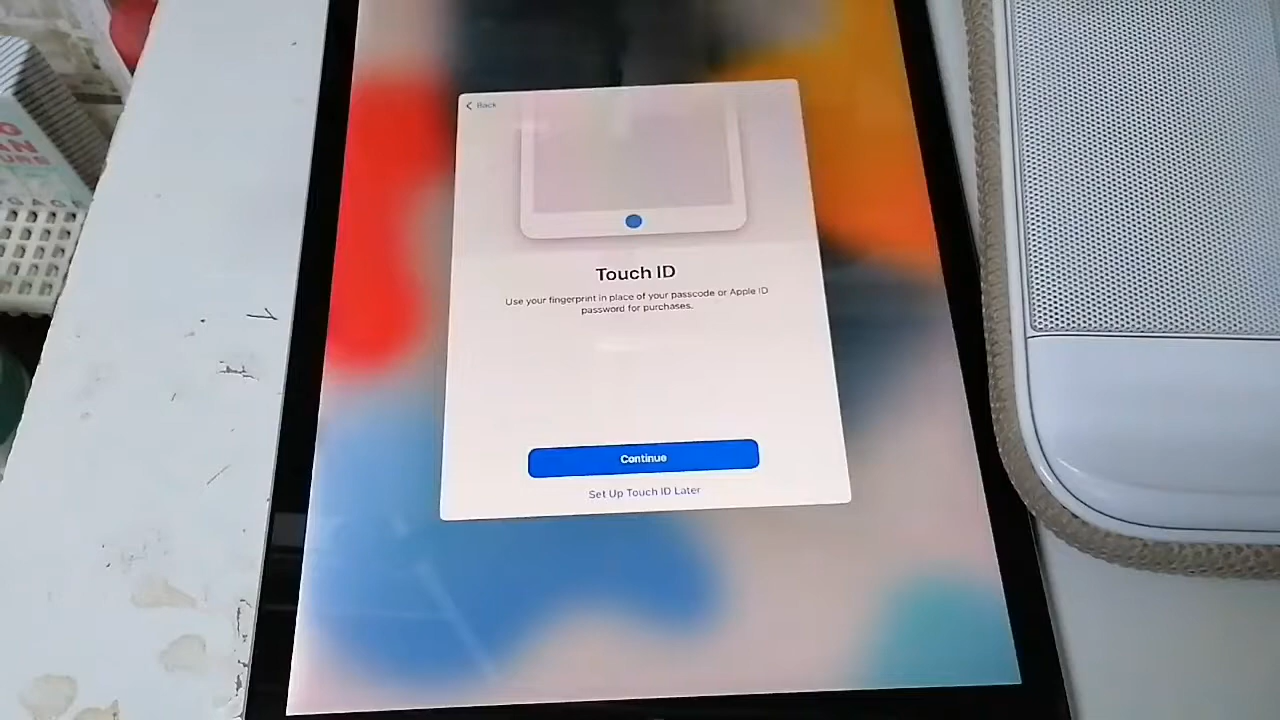 Back
Touch ID
Use your fingerprint in place of your passcode or Apple ID
password for purchases.
Continue
Set Up Touch ID Later